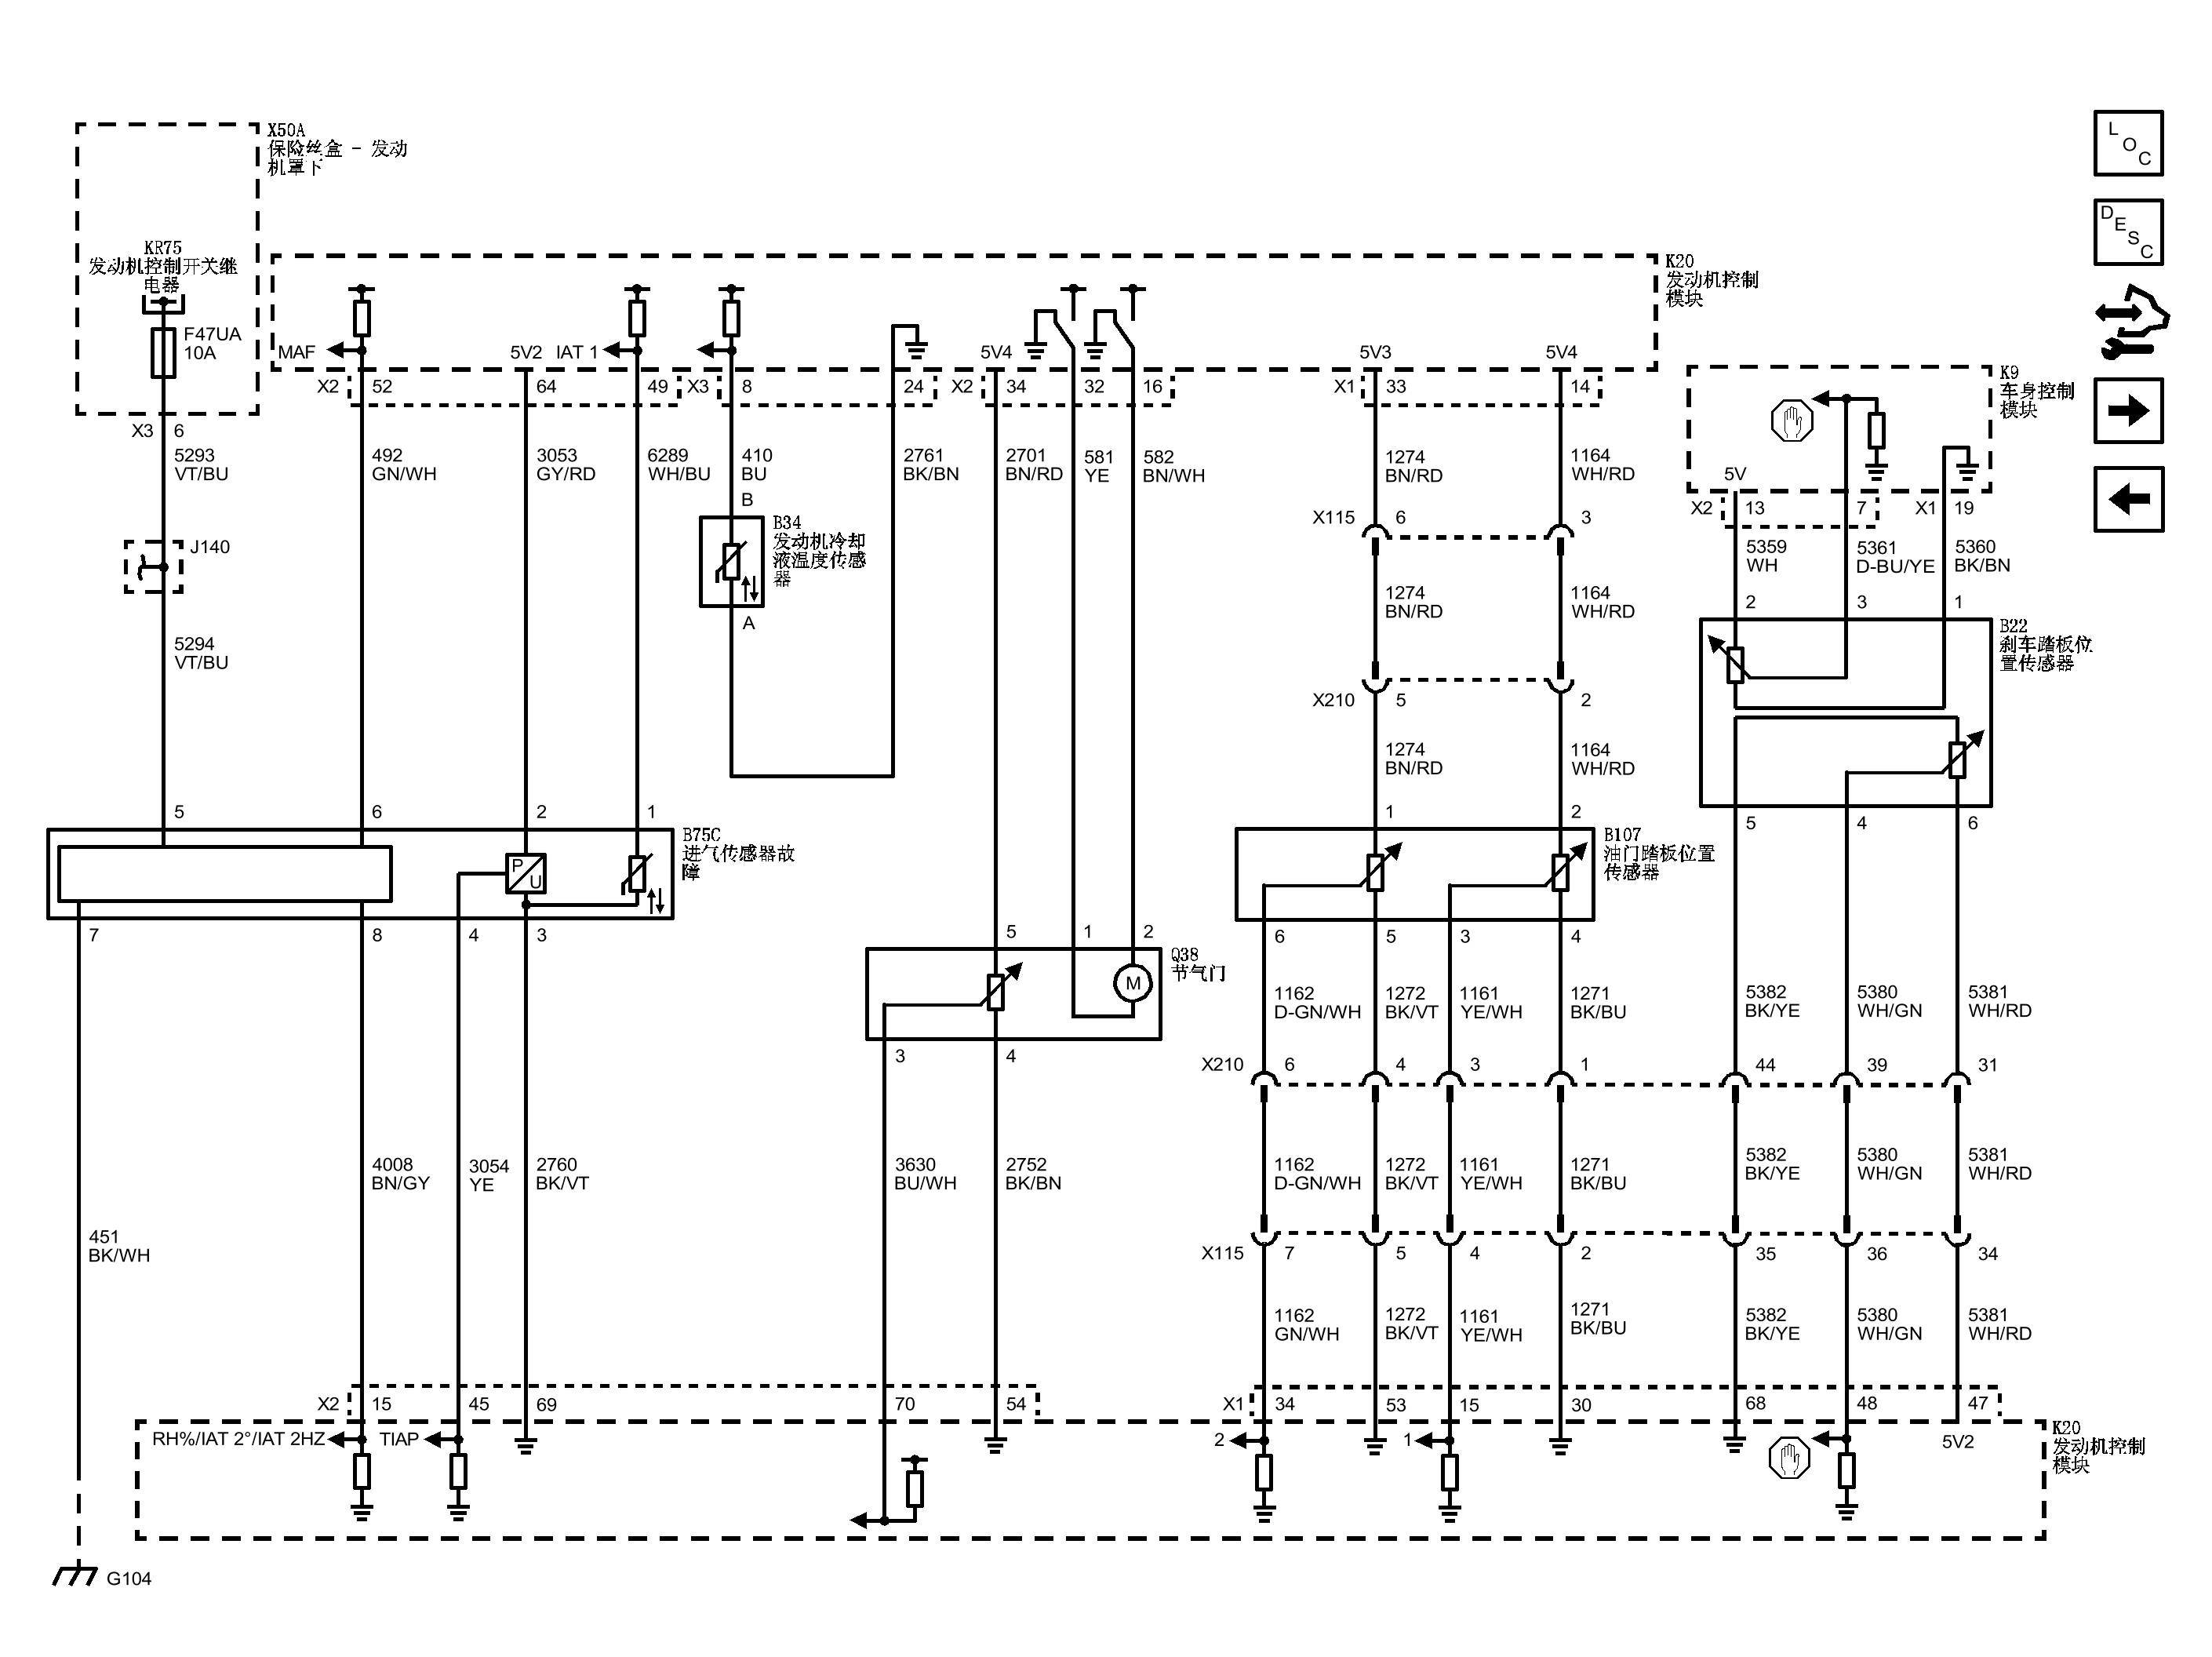 X50A
保险丝盒 - 发动
机罩下
L
O
C
D
E
S
C
KR75
发动机控制开关继
电器
F47UA
10A
K20
发动机控制
模块
MAF
5V2
IAT 1
5V4
5V3
5V4
X2
52
64
49
X3
8
24
X2
34
32
16
X1
33
14
K9
车身控制
模块
X3
6
5293
VT/BU
492
GN/WH
3053
GY/RD
6289
WH/BU
410
BU
2761
BK/BN
2701
BN/RD
581
YE
582
BN/WH
1274
BN/RD
1164
WH/RD
5V
X2
13
7
X1
19
B
B34
发动机冷却
液温度传感
器
A
X115
6
3
J140
5359
WH
5361
D-BU/YE
5360
BK/BN
1274
BN/RD
1164
WH/RD
2
3
1
B22
刹车踏板位
置传感器
5294
VT/BU
X210
5
2
1274
BN/RD
1164
WH/RD
5
6
2
1
1
2
5
4
6
B75C
进气传感器故
障
P
U
B107
油门踏板位置
传感器
7
8
4
3
5
1
2
6
5
3
4
Q38
节气门
M
1162
D-GN/WH
1272
BK/VT
1161
YE/WH
1271
BK/BU
5382
BK/YE
5380
WH/GN
5381
WH/RD
3
4
X210
6
4
3
1
44
39
31
4008
BN/GY
3054
YE
2760
BK/VT
3630
BU/WH
2752
BK/BN
1162
D-GN/WH
1272
BK/VT
1161
YE/WH
1271
BK/BU
5382
BK/YE
5380
WH/GN
5381
WH/RD
451
BK/WH
X115
7
5
4
2
35
36
34
1162
GN/WH
1272
BK/VT
1161
YE/WH
1271
BK/BU
5382
BK/YE
5380
WH/GN
5381
WH/RD
X2
15
45
69
70
54
X1
34
53
15
30
68
48
47
RH%/IAT 2°/IAT 2HZ
TIAP
2
1
5V2
K20
发动机控制
模块
G104